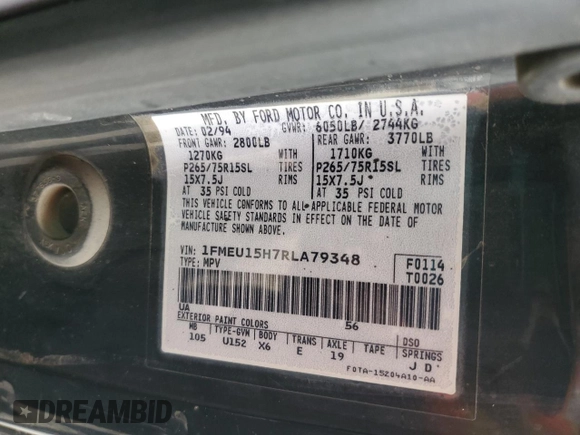 MFD. BY FORD MOTOR CO. IN U.S.A.
DATE: 02/94 GVWR: 6050LB/ 2744KG
FRONT GAWR: 2800LB REAR GAWR: 3770LB
1270KG WITH 1710KG WITH
P265/75R15SL TIRES P265/75R15SL TIRES
15X7.5J RIMS 15X7.5J RIMS
AT 35 PSI COLD AT 35 PSI COLD
THIS VEHICLE CONFORMS TO ALL APPLICABLE FEDERAL MOTOR
VEHICLE SAFETY STANDARDS IN EFFECT ON THE DATE OF
MANUFACTURE SHOWN ABOVE.
VIN: 1FMEU15H7RLA79348 F0114
TYPE: MPV T0026
UA 56
EXTERIOR PAINT COLORS DSO
MB TYPE-GVM BODY TRANS AXLE TAPE SPRINGS
105 U152 X6 E 19 J D
F0TA-15204A10-AA
DREAMBID